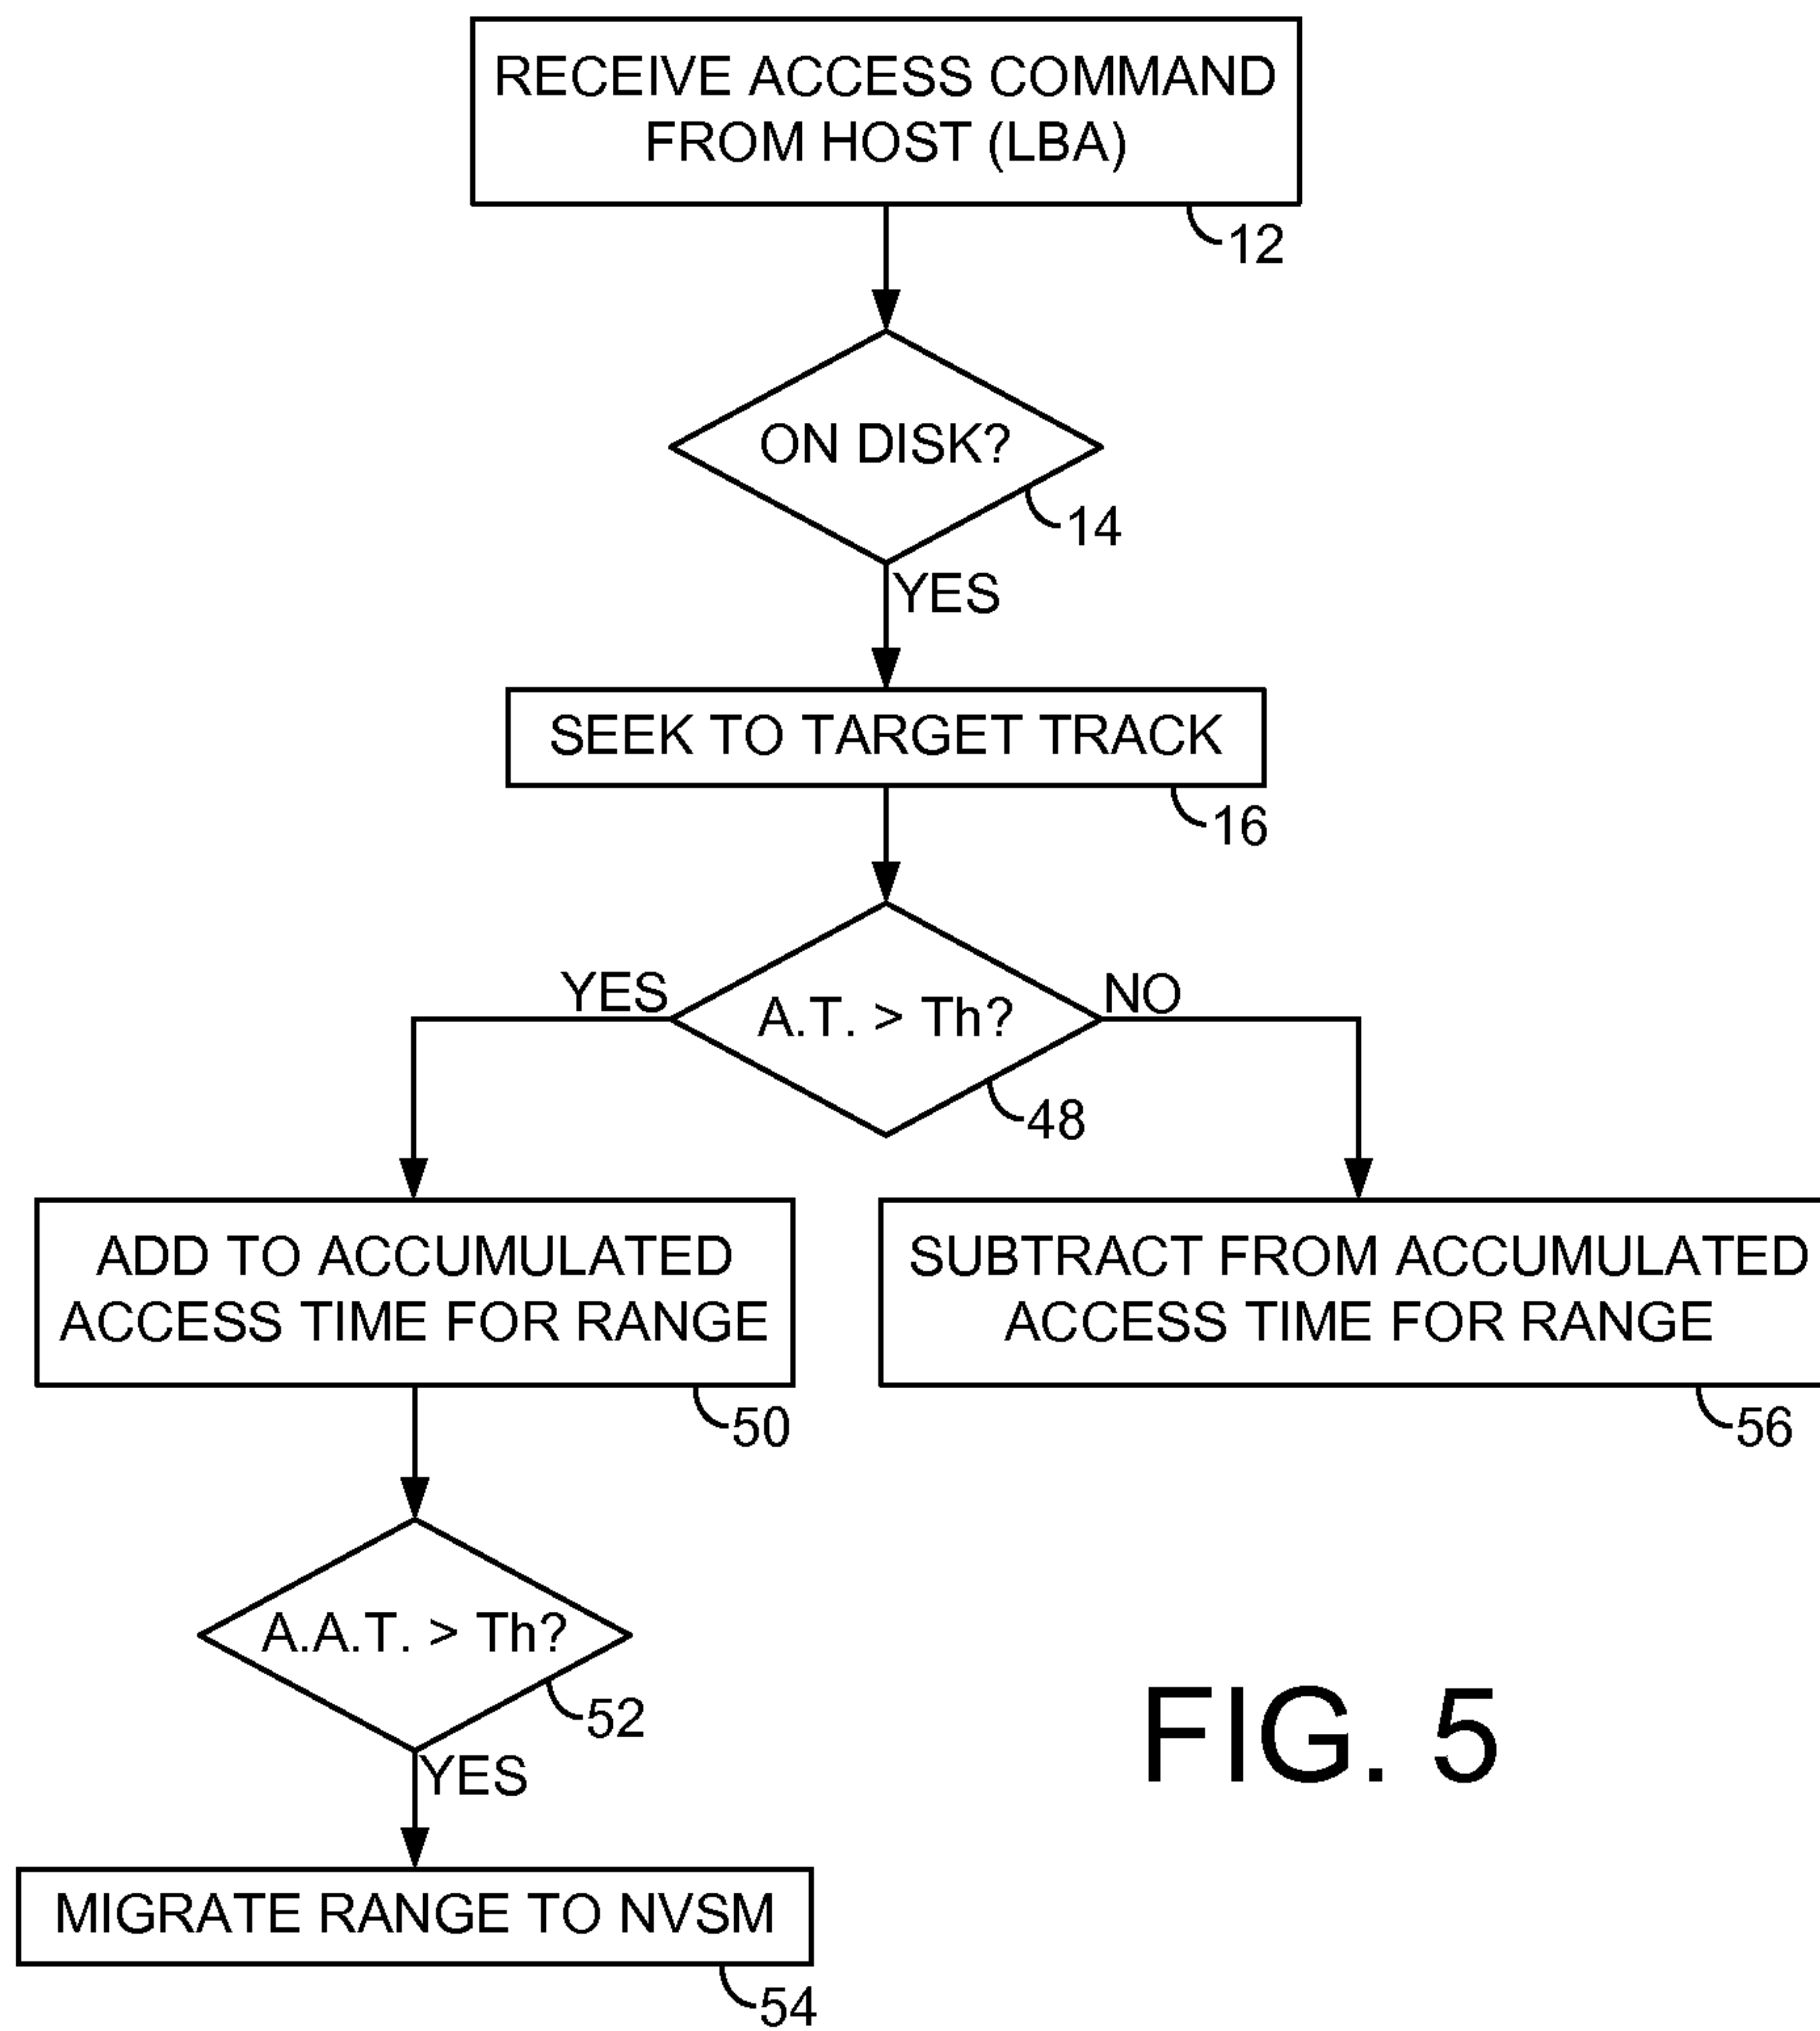 RECEIVE ACCESS COMMAND
FROM HOST (LBA)
12
ON DISK?
14
YES
SEEK TO TARGET TRACK
16
YES
A.T. > Th?
NO
48
ADD TO ACCUMULATED
ACCESS TIME FOR RANGE
50
SUBTRACT FROM ACCUMULATED
ACCESS TIME FOR RANGE
56
A.A.T. > Th?
52
YES
MIGRATE RANGE TO NVSM
54
FIG. 5